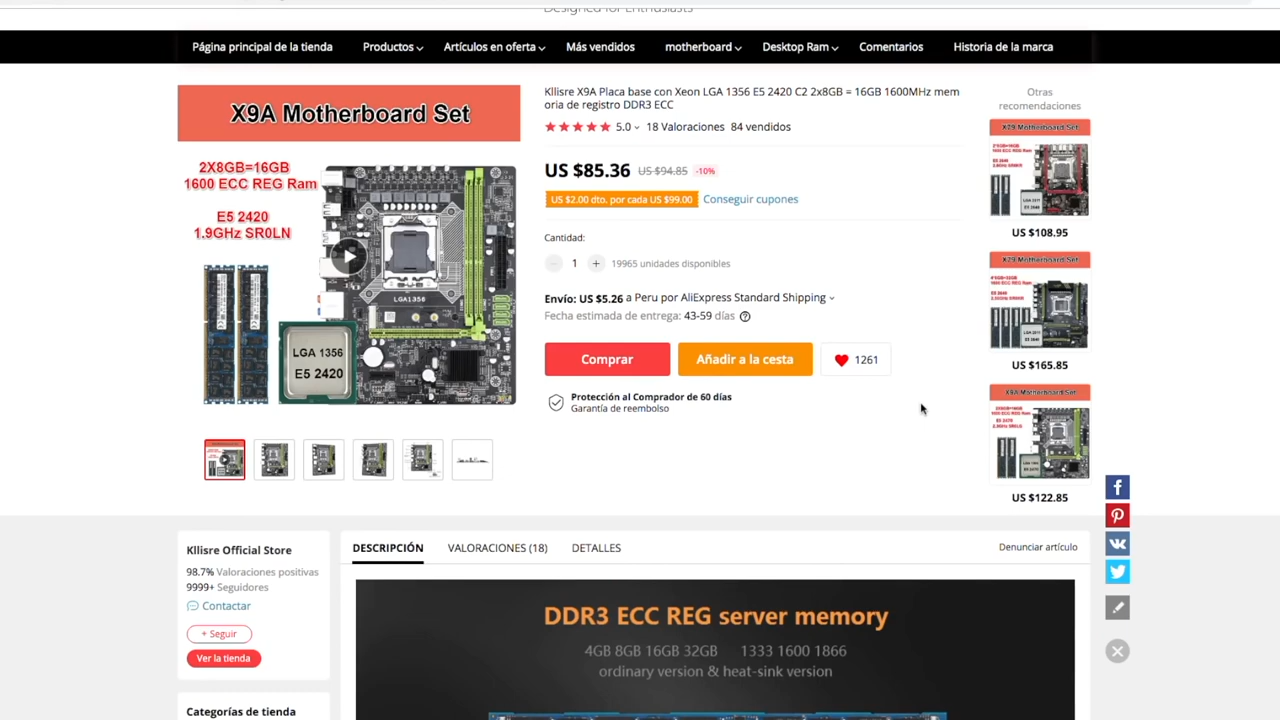 Designed for Enthusiasts
Página principal de la tienda
Productos
Artículos en oferta
Más vendidos
motherboard
Desktop Ram
Comentarios
Historia de la marca
X9A Motherboard Set
2X8GB=16GB
1600 ECC REG Ram
E5 2420
1.9GHz SR0LN
LGA1356
LGA 1356
E5 2420
Kllisre X9A Placa base con Xeon LGA 1356 E5 2420 C2 2x8GB = 16GB 1600MHz mem
oria de registro DDR3 ECC
5.0 18 Valoraciones 84 vendidos
US $85.36 US $94.85 -10%
US $2.00 dto. por cada US $99.00 Conseguir cupones
Cantidad:
1 + 19965 unidades disponibles
Envío: US $5.26 a Peru por AliExpress Standard Shipping
Fecha estimada de entrega: 43-59 días
Comprar
Añadir a la cesta
1261
Protección al Comprador de 60 días
Garantía de reembolso
Otras
recomendaciones
X29 Motherboard Set
US $108.95
X29 Motherboard Set
US $165.85
X9A Motherboard Set
US $122.85
Kllisre Official Store
98.7% Valoraciones positivas
9999+ Seguidores
Contactar
+ Seguir
Ver la tienda
Categorías de tienda
DESCRIPCIÓN
VALORACIONES (18)
DETALLES
Denunciar artículo
DDR3 ECC REG server memory
4GB 8GB 16GB 32GB 1333 1600 1866
ordinary version & heat-sink version